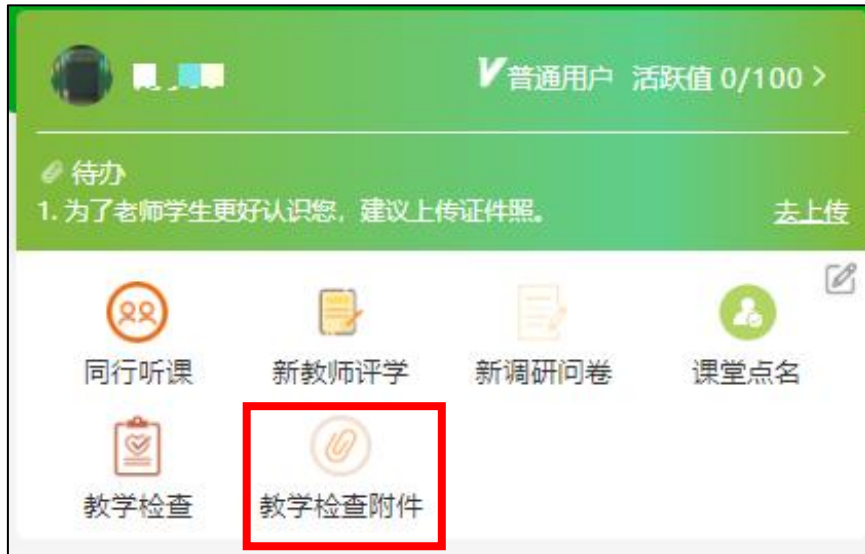 普通用户 活跃值 0/100 >
待办
1. 为了老师学生更好认识您，建议上传证件照。 去上传
同行听课 新教师评学 新调研问卷 课堂点名
教学检查 教学检查附件